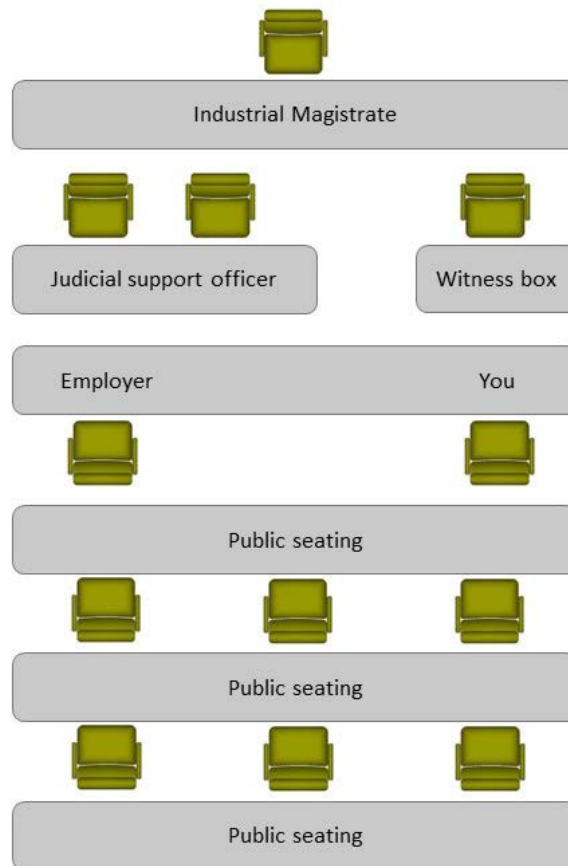 Industrial Magistrate
Judicial support officer
Witness box
Employer
You
Public seating
Public seating
Public seating